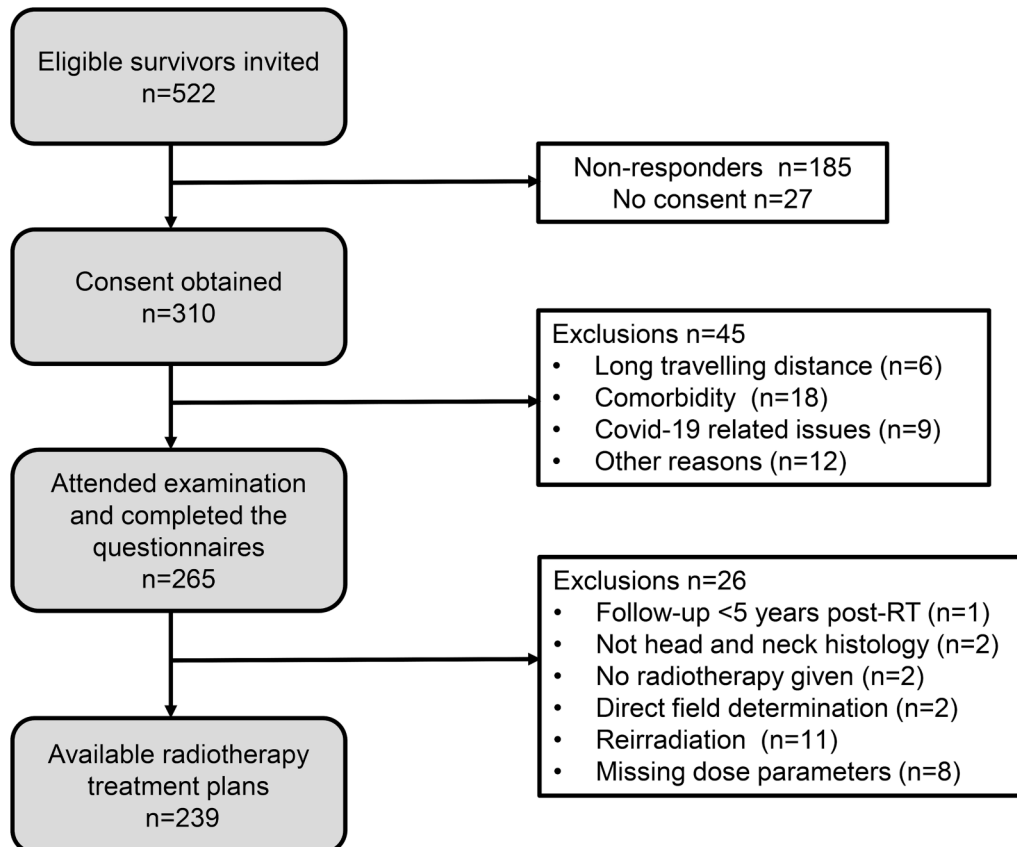 Eligible survivors invited
n=522
Non-responders n=185
No consent n=27
Consent obtained
n=310
Exclusions n=45
• Long travelling distance (n=6)
• Comorbidity (n=18)
• Covid-19 related issues (n=9)
• Other reasons (n=12)
Attended examination
and completed the
questionnaires
n=265
Exclusions n=26
• Follow-up <5 years post-RT (n=1)
• Not head and neck histology (n=2)
• No radiotherapy given (n=2)
• Direct field determination (n=2)
• Reirradiation (n=11)
• Missing dose parameters (n=8)
Available radiotherapy
treatment plans
n=239